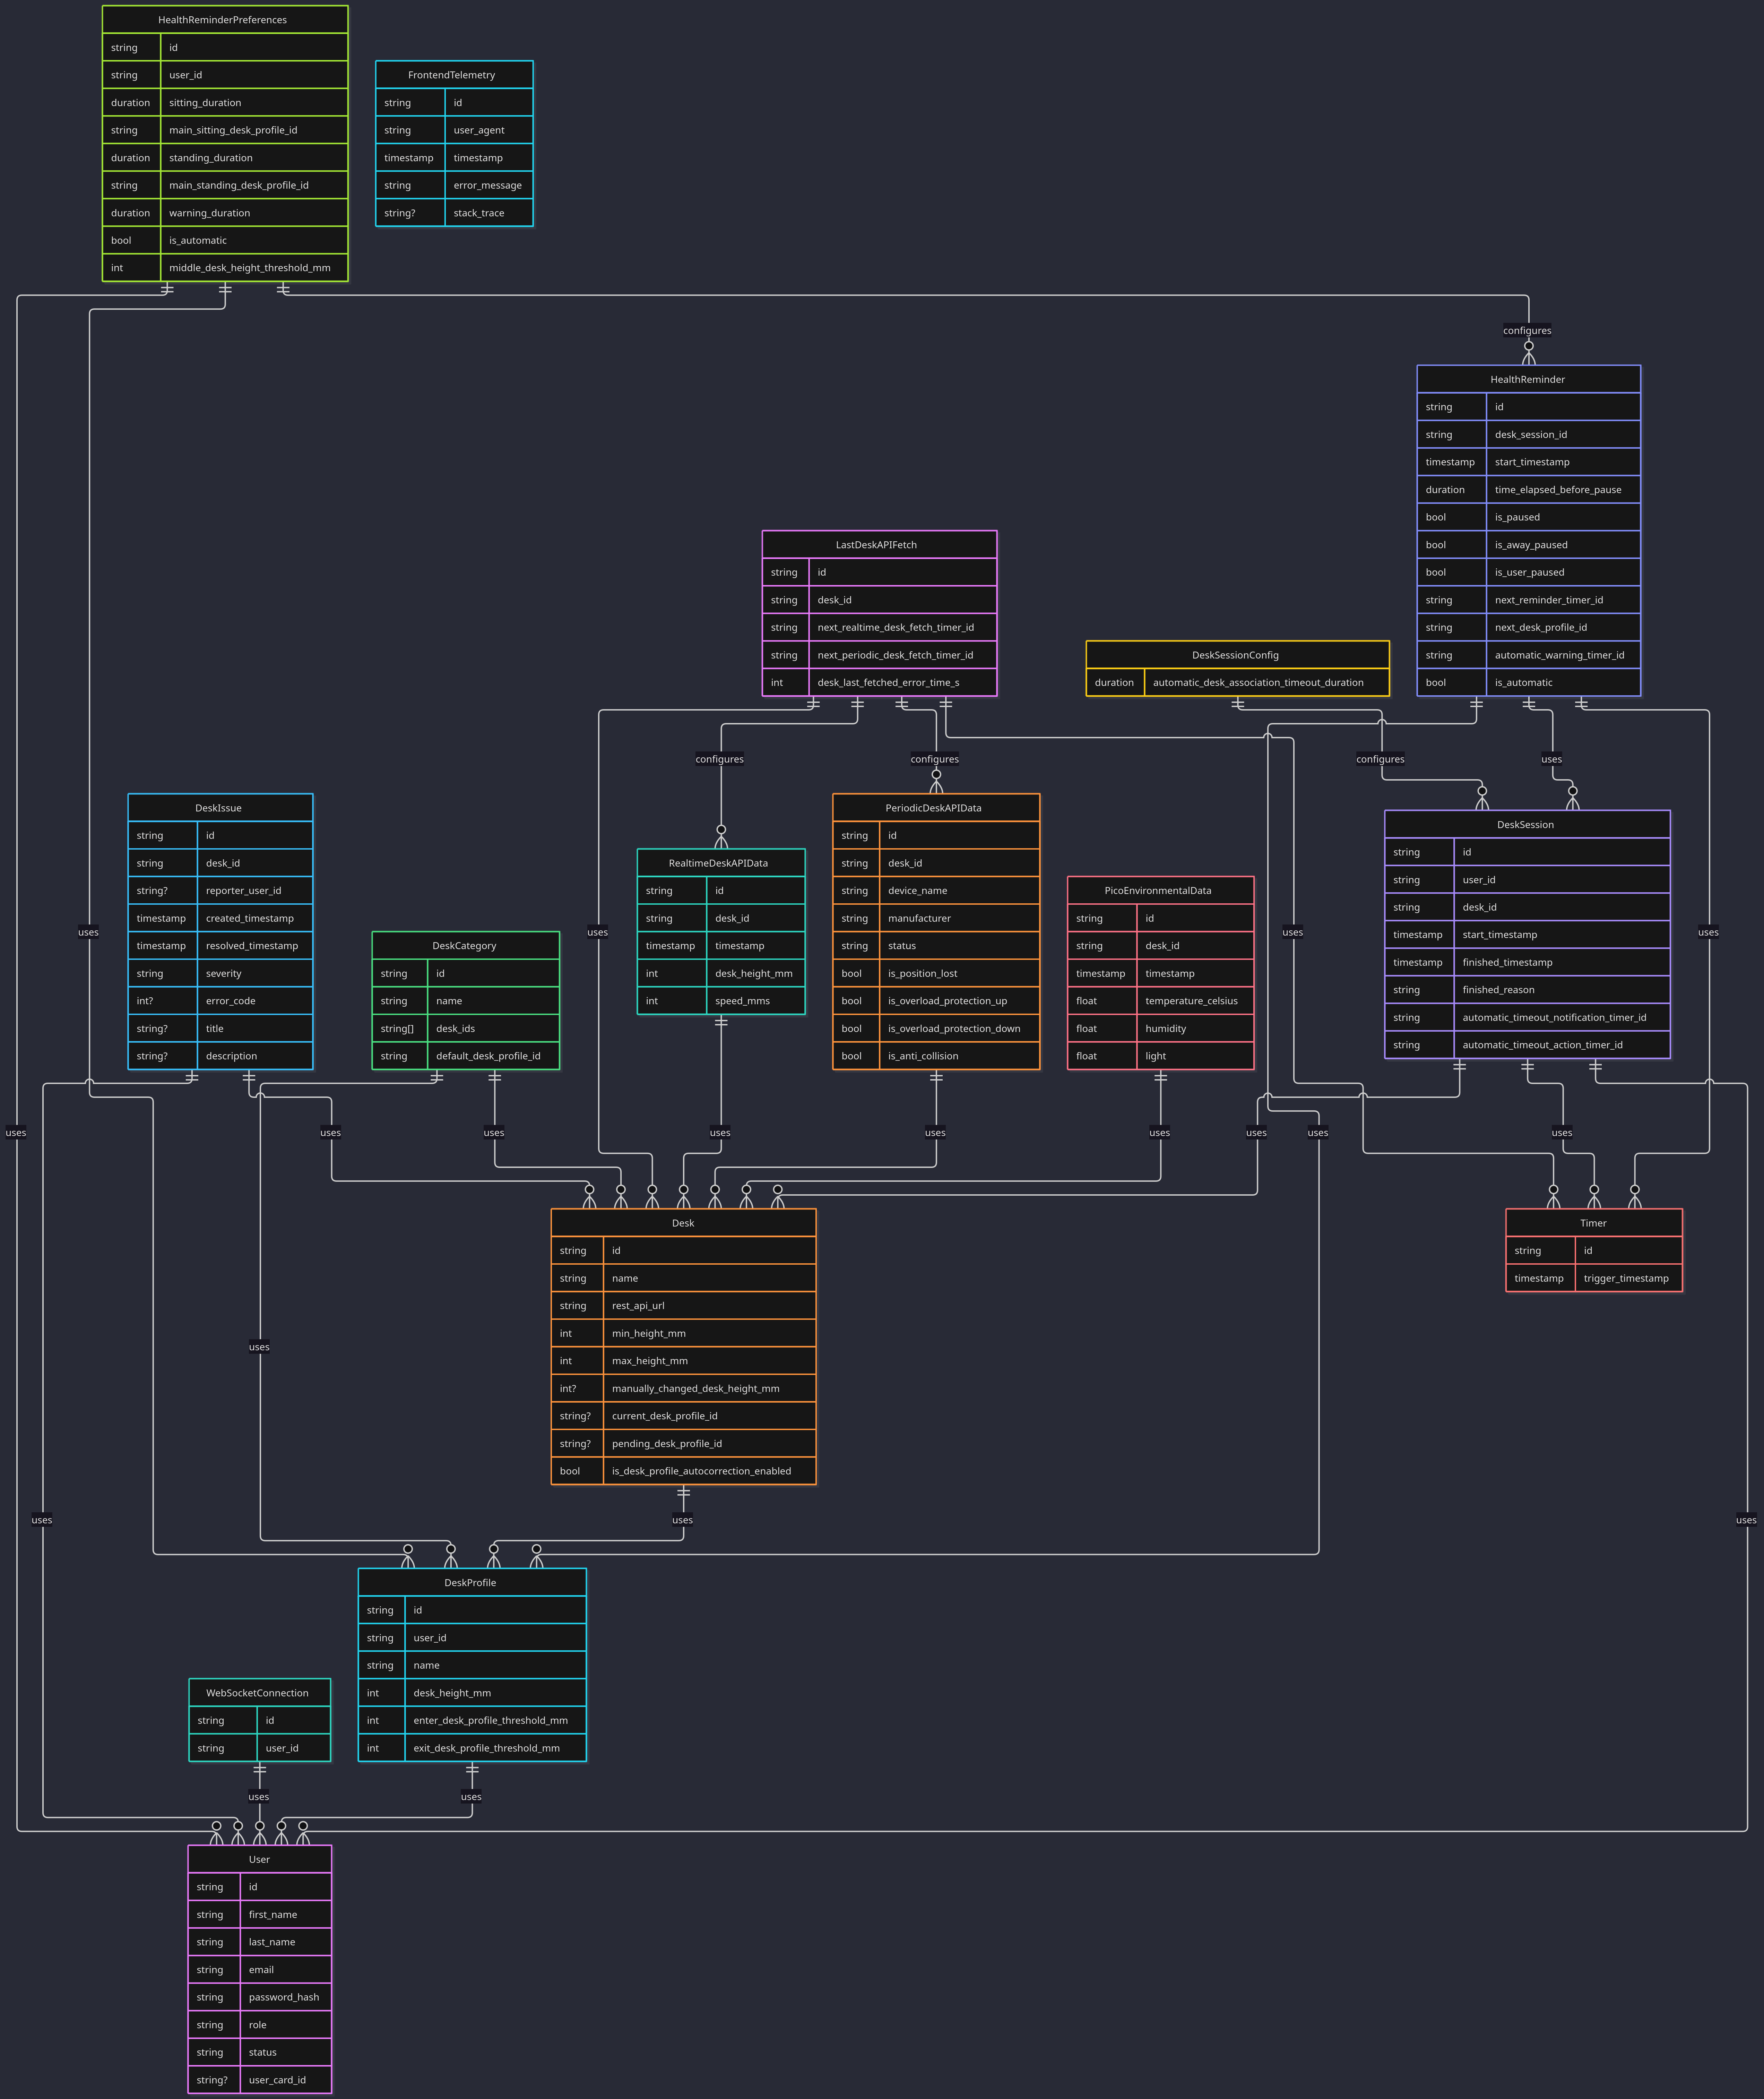 HealthReminderPreferences
string id
string user_id
duration sitting_duration
string main_sitting_desk_profile_id
duration standing_duration
string main_standing_desk_profile_id
duration warning_duration
bool is_automatic
int middle_desk_height_threshold_mm
FrontendTelemetry
string id
string user_agent
timestamp timestamp
string error_message
string? stack_trace
configures
HealthReminder
string id
string desk_session_id
timestamp start_timestamp
duration time_elapsed_before_pause
bool is_paused
bool is_away_paused
bool is_user_paused
string next_reminder_timer_id
string next_desk_profile_id
string automatic_warning_timer_id
bool is_automatic
LastDeskAPIFetch
string id
string desk_id
string next_realtime_desk_fetch_timer_id
string next_periodic_desk_fetch_timer_id
int desk_last_fetched_error_time_s
DeskSessionConfig
duration automatic_desk_association_timeout_duration
configures
configures
configures
uses
DeskIssue
string id
string desk_id
string? reporter_user_id
timestamp created_timestamp
timestamp resolved_timestamp
string severity
int? error_code
string? title
string? description
DeskCategory
string id
string name
string[] desk_ids
string default_desk_profile_id
RealtimeDeskAPIData
string id
string desk_id
timestamp timestamp
int desk_height_mm
int speed_mms
PeriodicDeskAPIData
string id
string desk_id
string device_name
string manufacturer
string status
bool is_position_lost
bool is_overload_protection_up
bool is_overload_protection_down
bool is_anti_collision
PicoEnvironmentalData
string id
string desk_id
timestamp timestamp
float temperature_celsius
float humidity
float light
DeskSession
string id
string user_id
string desk_id
timestamp start_timestamp
timestamp finished_timestamp
string finished_reason
string automatic_timeout_notification_timer_id
string automatic_timeout_action_timer_id
uses
uses
uses
uses
uses
uses
uses
uses
uses
uses
uses
uses
uses
Desk
string id
string name
string rest_api_url
int min_height_mm
int max_height_mm
int? manually_changed_desk_height_mm
string? current_desk_profile_id
string? pending_desk_profile_id
bool is_desk_profile_autocorrection_enabled
Timer
string id
timestamp trigger_timestamp
uses
uses
uses
uses
DeskProfile
string id
string user_id
string name
int desk_height_mm
int enter_desk_profile_threshold_mm
int exit_desk_profile_threshold_mm
WebSocketConnection
string id
string user_id
uses
uses
User
string id
string first_name
string last_name
string email
string password_hash
string role
string status
string? user_card_id